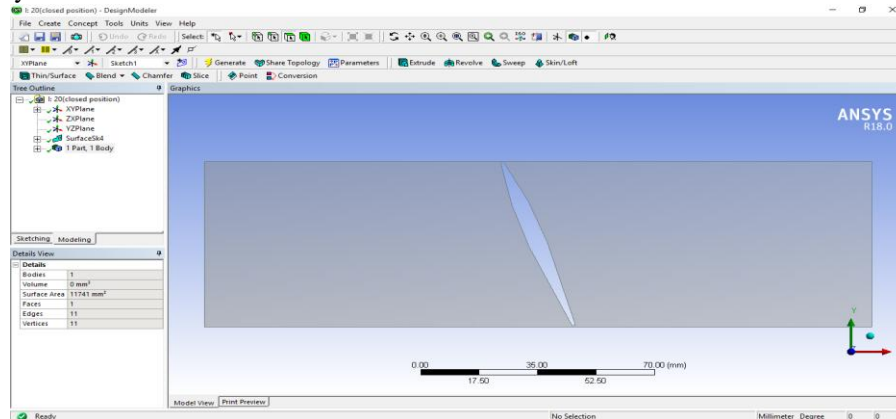 I: 20(closed position) - DesignModeler
File Create Concept Tools Units View Help
Undo Redo Select:
XYPlane Sketch1 Generate Share Topology Parameters Extrude Revolve Sweep Skin/Loft
Thin/Surface Blend Chamfer Slice Point Conversion
Tree Outline
I: 20(closed position)
XYPlane
ZXPlane
YZPlane
SurfaceSk4
1 Part, 1 Body
Sketching Modeling
Details View
Details
Bodies 1
Volume 0 mm³
Surface Area 11741 mm²
Faces 1
Edges 11
Vertices 11
Graphics
ANSYS
R18.0
Y
0.00 35.00 70.00 (mm)
17.50 52.50
Model View Print Preview
Ready No Selection Millimeter Degree 0 0